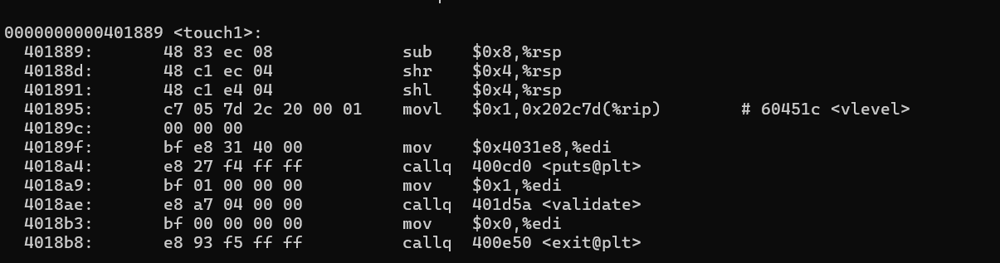 0000000000401889 <touch1>:
  401889:       48 83 ec 08             sub    $0x8,%rsp
  40188d:       48 c1 ec 04             shr    $0x4,%rsp
  401891:       48 c1 e4 04             shl    $0x4,%rsp
  401895:       c7 05 7d 2c 20 00 01    movl   $0x1,0x202c7d(%rip)        # 60451c <vlevel>
  40189c:       00 00 00
  40189f:       bf e8 31 40 00          mov    $0x4031e8,%edi
  4018a4:       e8 27 f4 ff ff          callq  400cd0 <puts@plt>
  4018a9:       bf 01 00 00 00          mov    $0x1,%edi
  4018ae:       e8 a7 04 00 00          callq  401d5a <validate>
  4018b3:       bf 00 00 00 00          mov    $0x0,%edi
  4018b8:       e8 93 f5 ff ff          callq  400e50 <exit@plt>